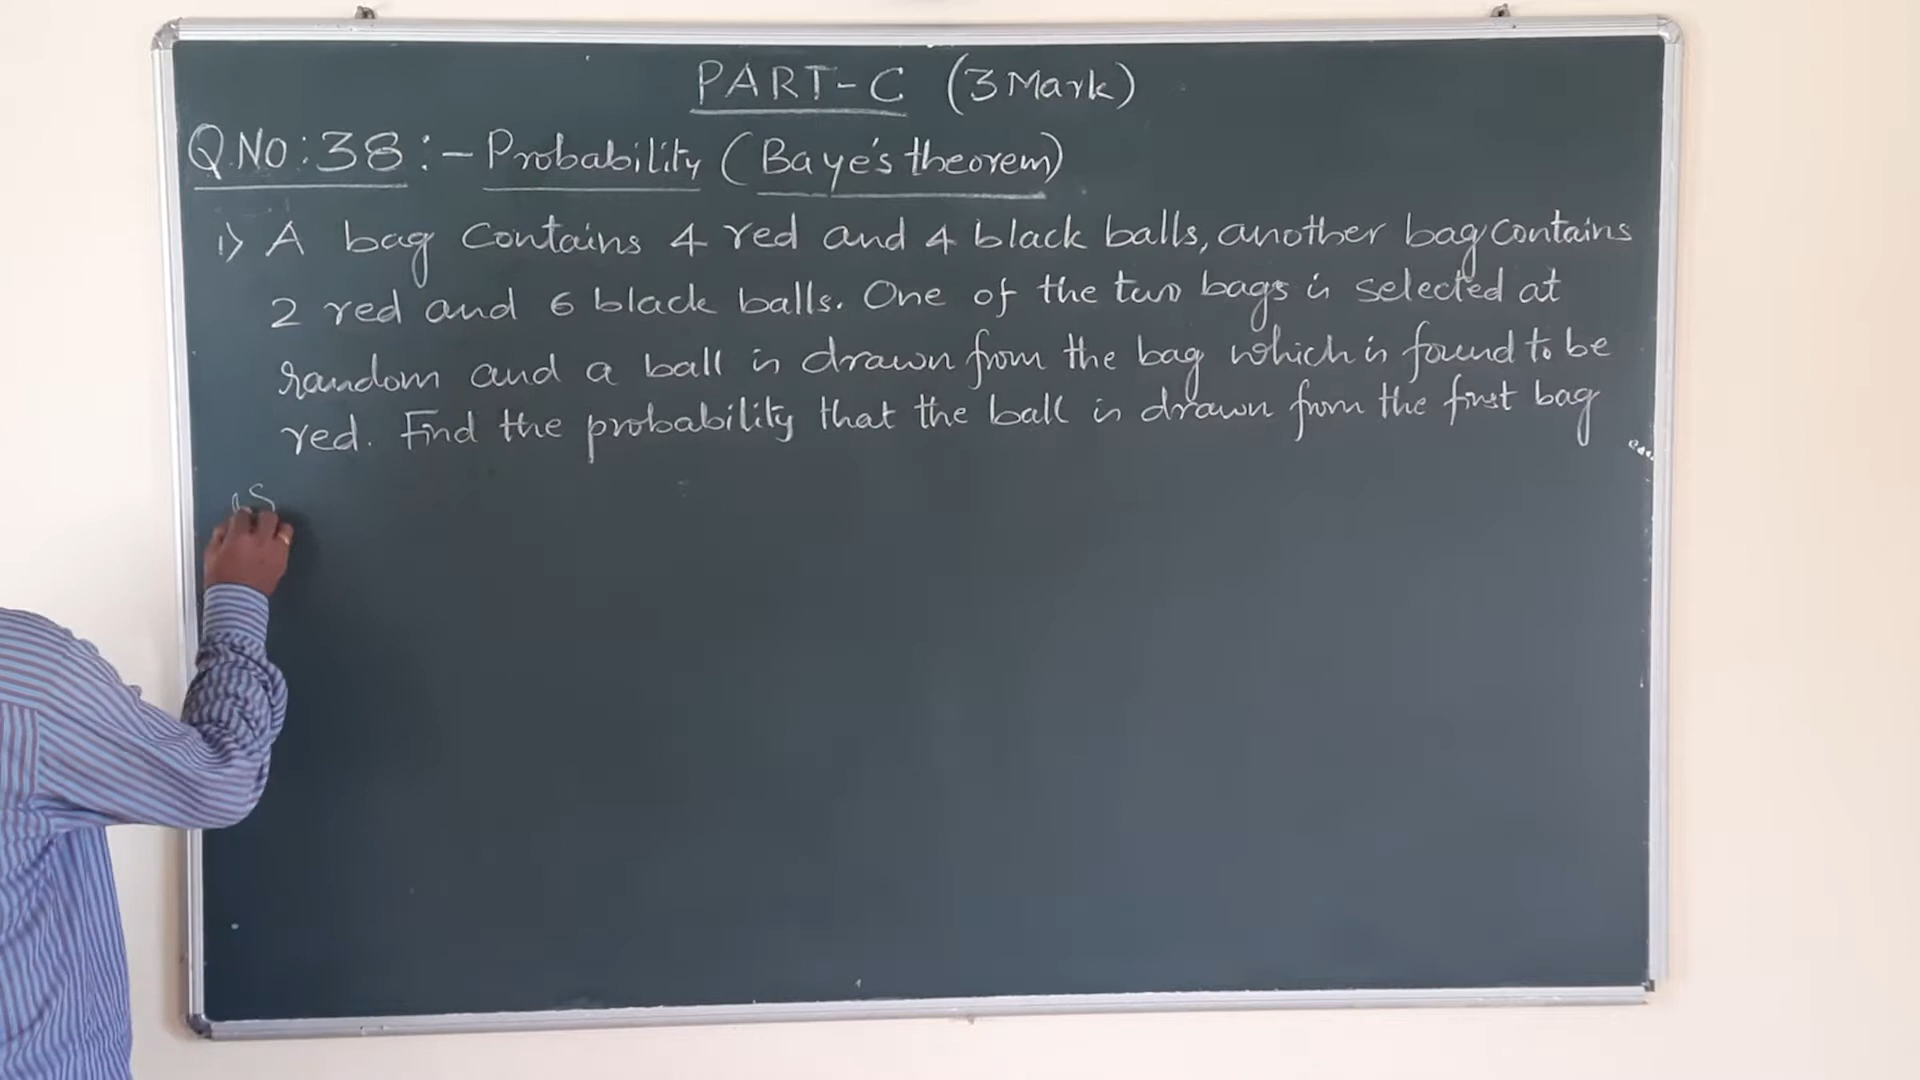 PART-C (3 Mark)
Q.NO:38:- Probability (Baye's theorem)
1) A bag contains 4 red and 4 black balls, another bag contains
2 red and 6 black balls. One of the two bags is selected at
random and a ball is drawn from the bag which is found to be
red. Find the probability that the ball is drawn from the first bag